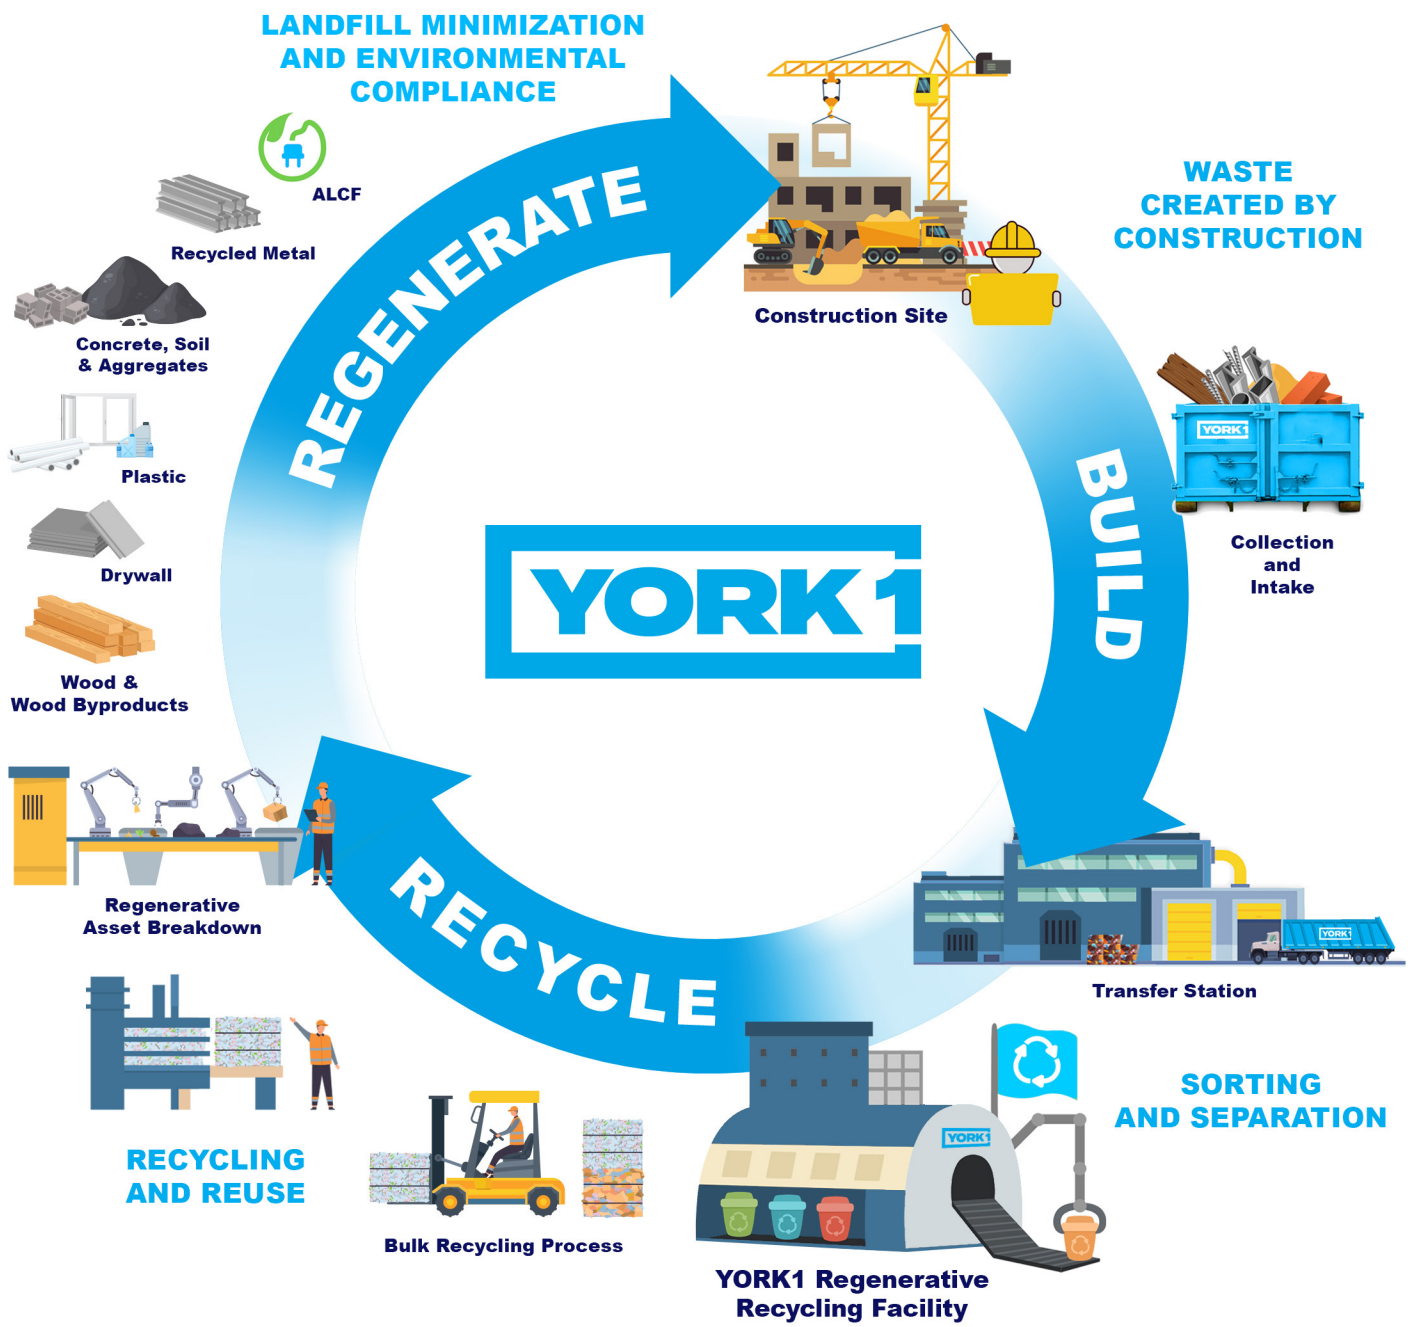 LANDFILL MINIMIZATION
AND ENVIRONMENTAL
COMPLIANCE
ALCF
Recycled Metal
Concrete, Soil
& Aggregates
Plastic
Drywall
Wood &
Wood Byproducts
REGENERATE
Construction Site
WASTE
CREATED BY
CONSTRUCTION
YORK1
Collection
and
Intake
BUILD
YORK1
YORK1
Transfer Station
SORTING
AND SEPARATION
YORK1
YORK1 Regenerative
Recycling Facility
RECYCLE
Bulk Recycling Process
RECYCLING
AND REUSE
Regenerative
Asset Breakdown